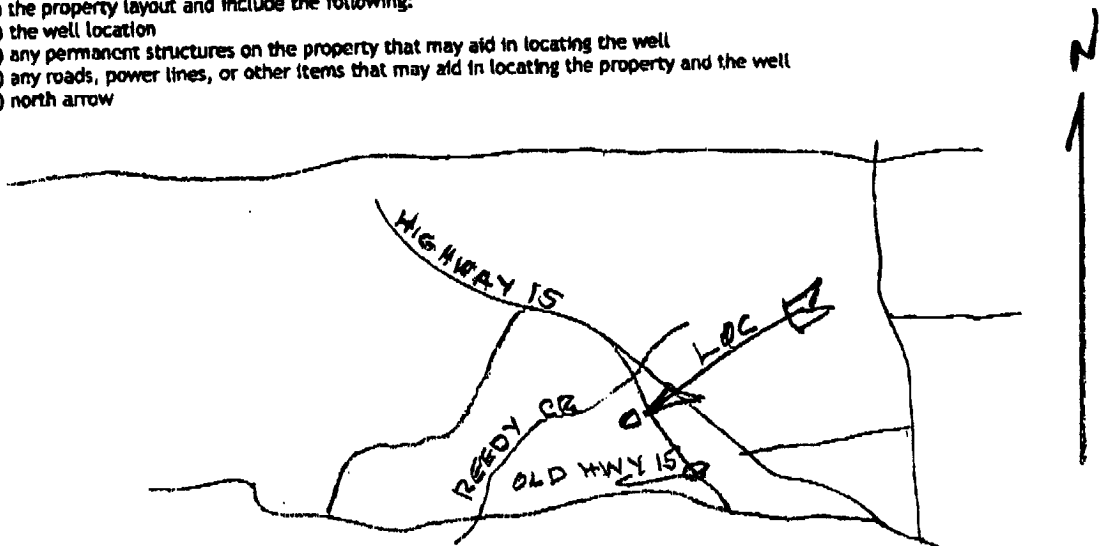 the property layout and include the following:
) the well location
) any permanent structures on the property that may aid in locating the well
) any roads, power lines, or other items that may aid in locating the property and the well
) north arrow
N
HIGHWAY 15
LOC
REEDY CR
OLD HWY 15